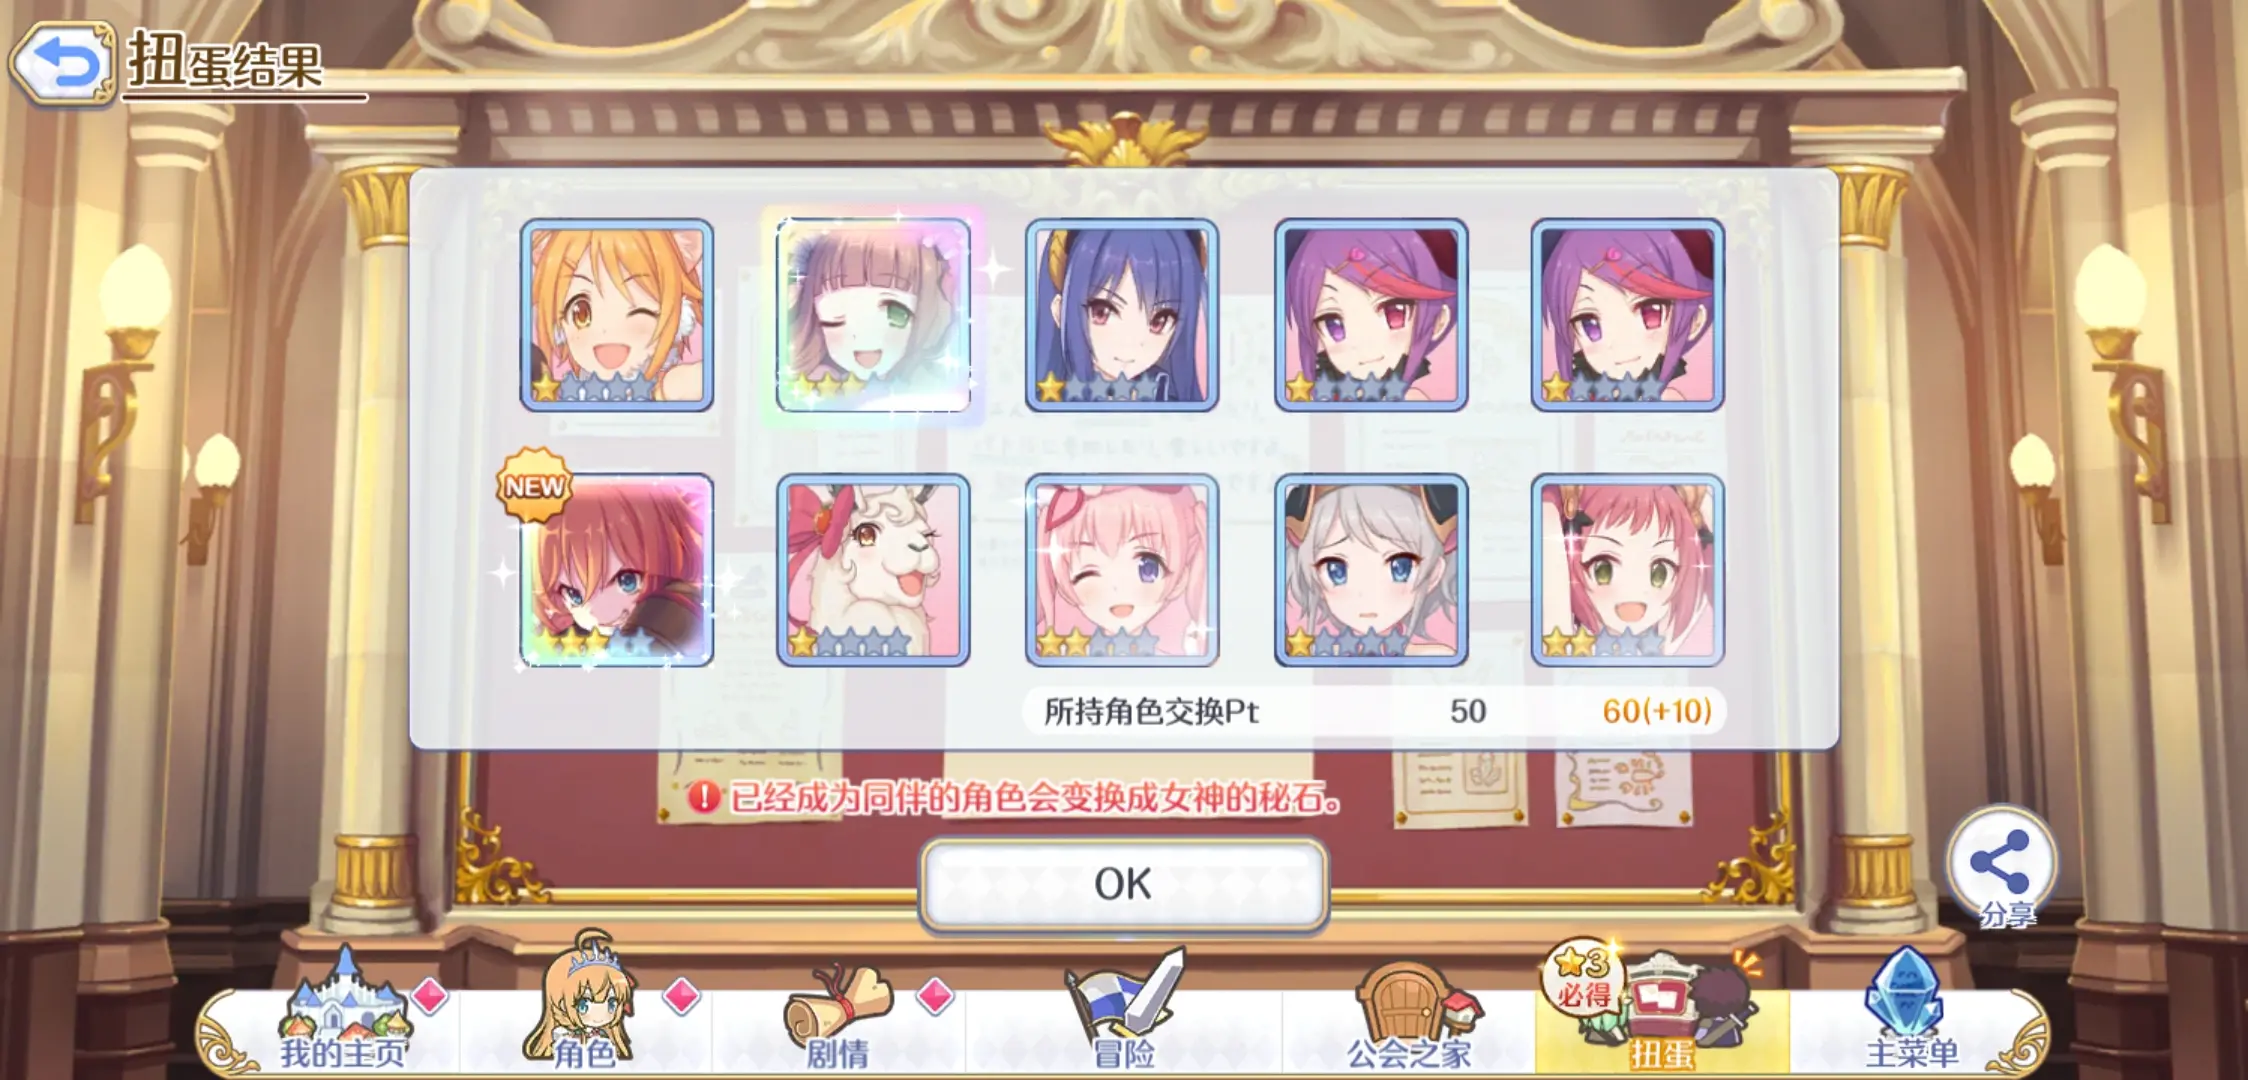 扭蛋结果
NEW
所持角色交换Pt 50 60(+10)
已经成为同伴的角色会变换成女神的秘石。
OK
分享
3
必得
我的主页 角色 剧情 冒险 公会之家 扭蛋 主菜单